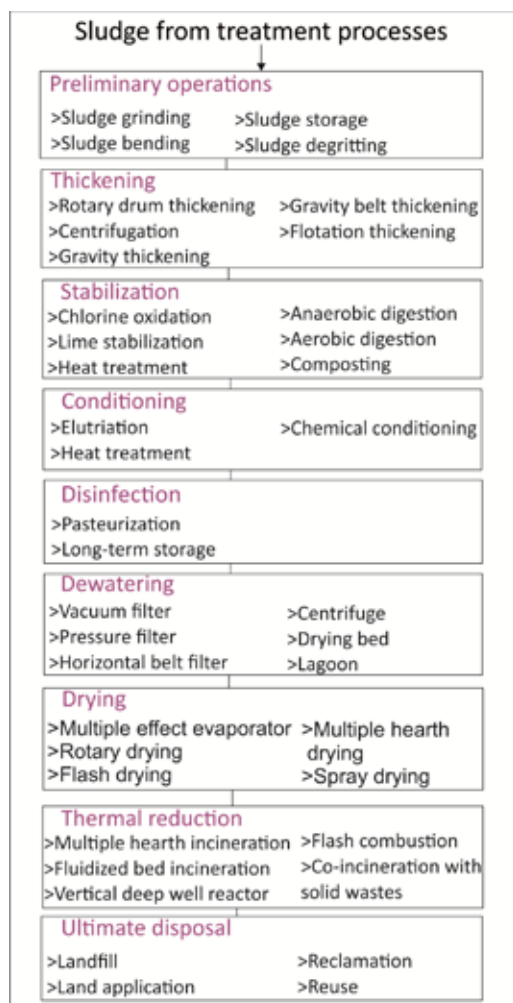 Sludge from treatment processes
Preliminary operations
>Sludge grinding
>Sludge bending
>Sludge storage
>Sludge degritting
Thickening
>Rotary drum thickening
>Centrifugation
>Gravity thickening
>Gravity belt thickening
>Flotation thickening
Stabilization
>Chlorine oxidation
>Lime stabilization
>Heat treatment
>Anaerobic digestion
>Aerobic digestion
>Composting
Conditioning
>Elutriation
>Heat treatment
>Chemical conditioning
Disinfection
>Pasteurization
>Long-term storage
Dewatering
>Vacuum filter
>Pressure filter
>Horizontal belt filter
>Centrifuge
>Drying bed
>Lagoon
Drying
>Multiple effect evaporator
>Rotary drying
>Flash drying
>Multiple hearth
drying
>Spray drying
Thermal reduction
>Multiple hearth incineration
>Fluidized bed incineration
>Vertical deep well reactor
>Flash combustion
>Co-incineration with
solid wastes
Ultimate disposal
>Landfill
>Land application
>Reclamation
>Reuse